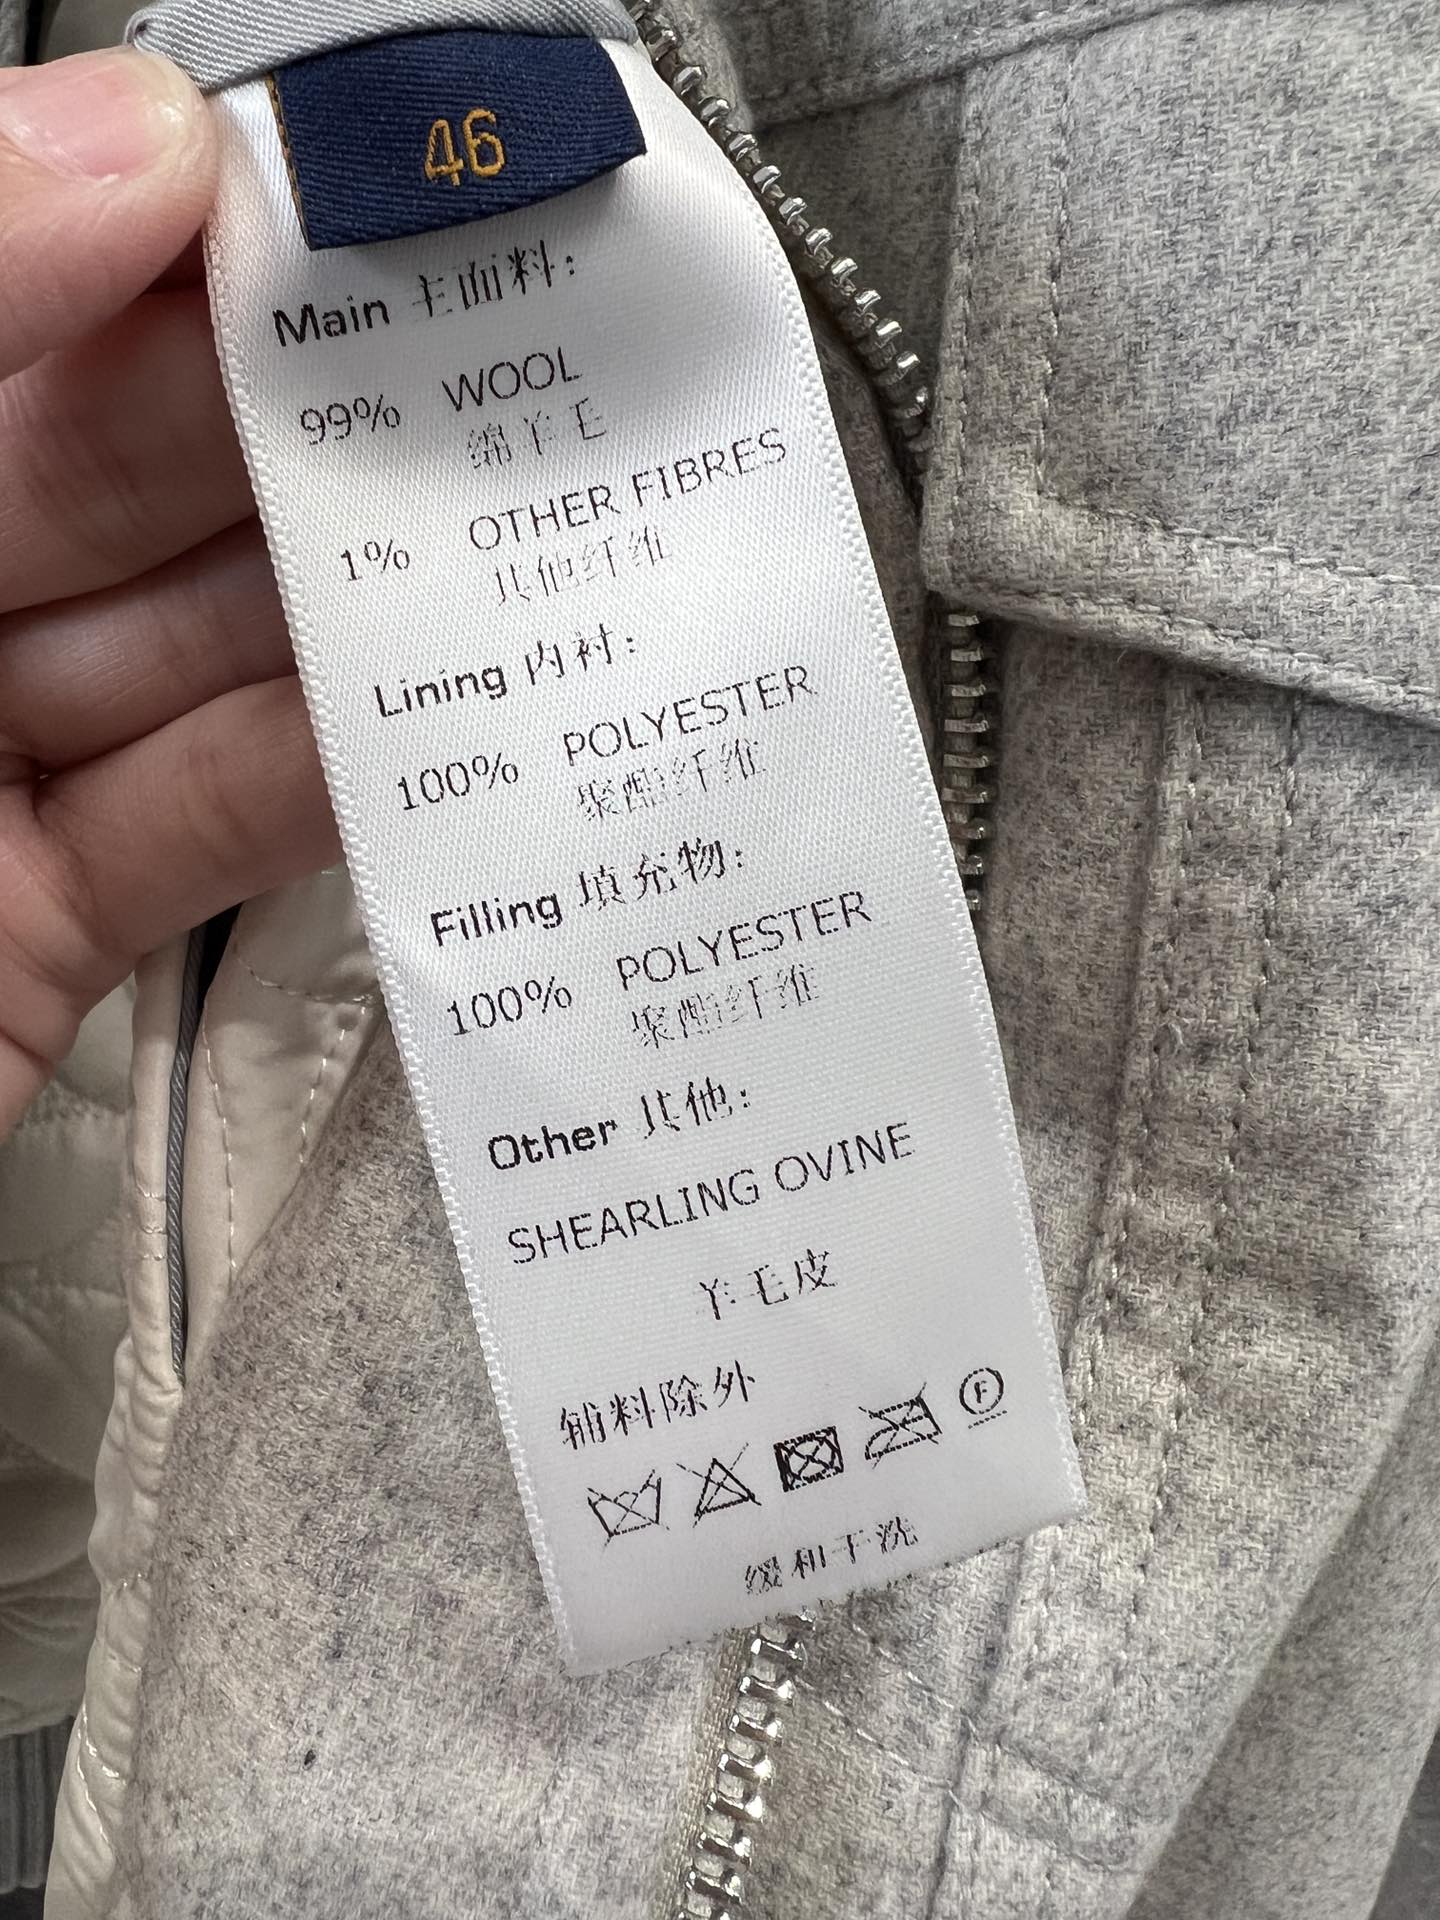 46
Main 主面料:
99% WOOL
绵羊毛
1% OTHER FIBRES
其他纤维
Lining 内衬:
100% POLYESTER
聚酯纤维
Filling 填充物:
100% POLYESTER
聚酯纤维
Other 其他:
SHEARLING OVINE
羊毛皮
辅料除外
F
缓和干洗